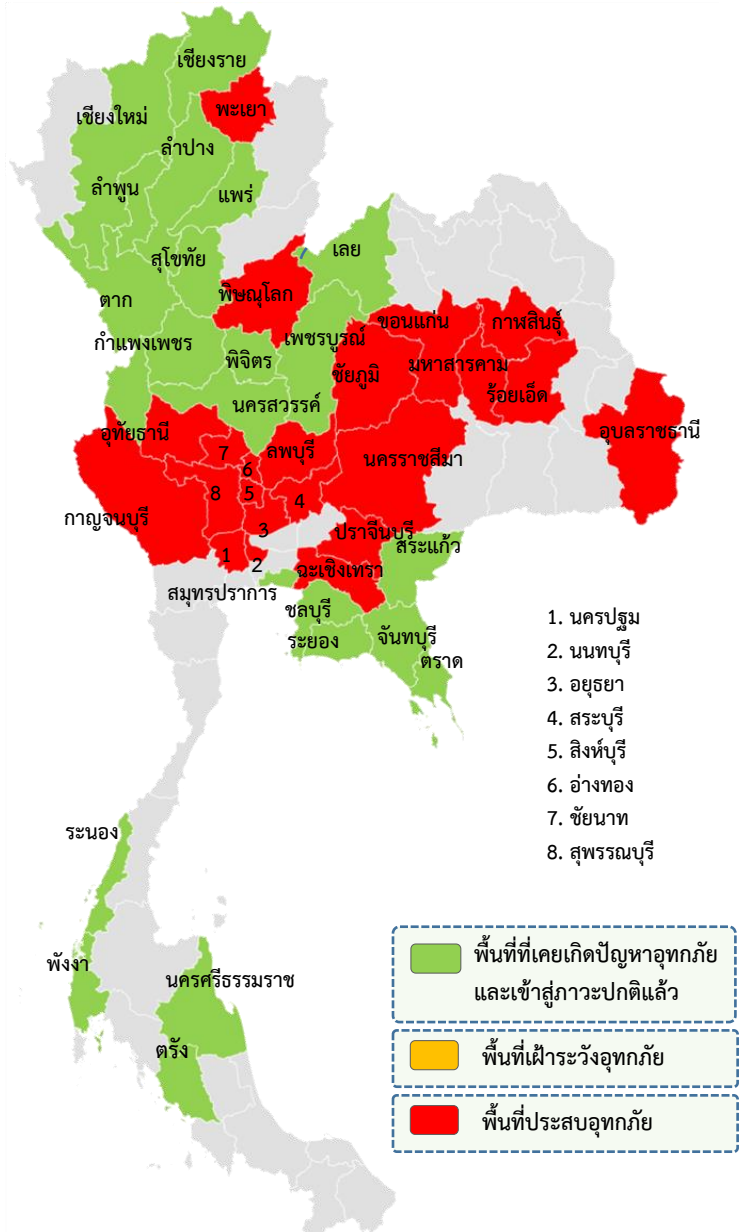 เชียงราย
พะเยา
เชียงใหม่
ลำปาง
ลำพูน
แพร่
สุโขทัย
เลย
ตาก
พิษณุโลก
กำแพงเพชร
เพชรบูรณ์
ขอนแก่น
กาฬสินธุ์
พิจิตร
ชัยภูมิ
มหาสารคาม
ร้อยเอ็ด
นครสวรรค์
อุทัยธานี
อุบลราชธานี
ลพบุรี
นครราชสีมา
7
6
8
5
4
กาญจนบุรี
3
ปราจีนบุรี
สระแก้ว
1
2
ฉะเชิงเทรา
สมุทรปราการ
ชลบุรี
ระยอง
จันทบุรี
ตราด
1. นครปฐม
2. นนทบุรี
3. อยุธยา
4. สระบุรี
5. สิงห์บุรี
6. อ่างทอง
7. ชัยนาท
8. สุพรรณบุรี
ระนอง
พังงา
นครศรีธรรมราช
ตรัง
พื้นที่ที่เคยเกิดปัญหาอุทกภัย
และเข้าสู่ภาวะปกติแล้ว
พื้นที่เฝ้าระวังอุทกภัย
พื้นที่ประสบอุทกภัย